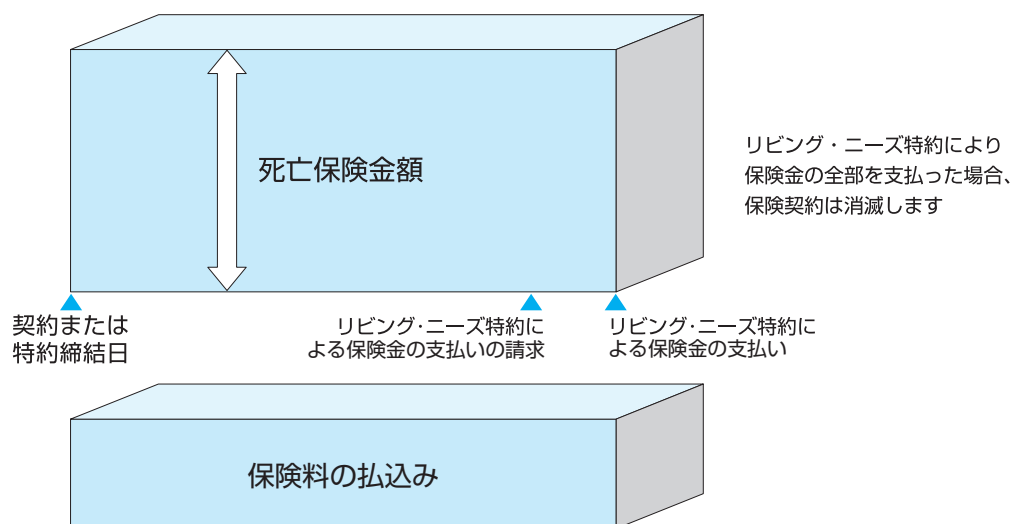 死亡保険金額
リビング・ニーズ特約により
保険金の全部を支払った場合、
保険契約は消滅します
契約または
特約締結日
リビング・ニーズ特約に
よる保険金の支払いの請求
リビング・ニーズ特約に
よる保険金の支払い
保険料の払込み